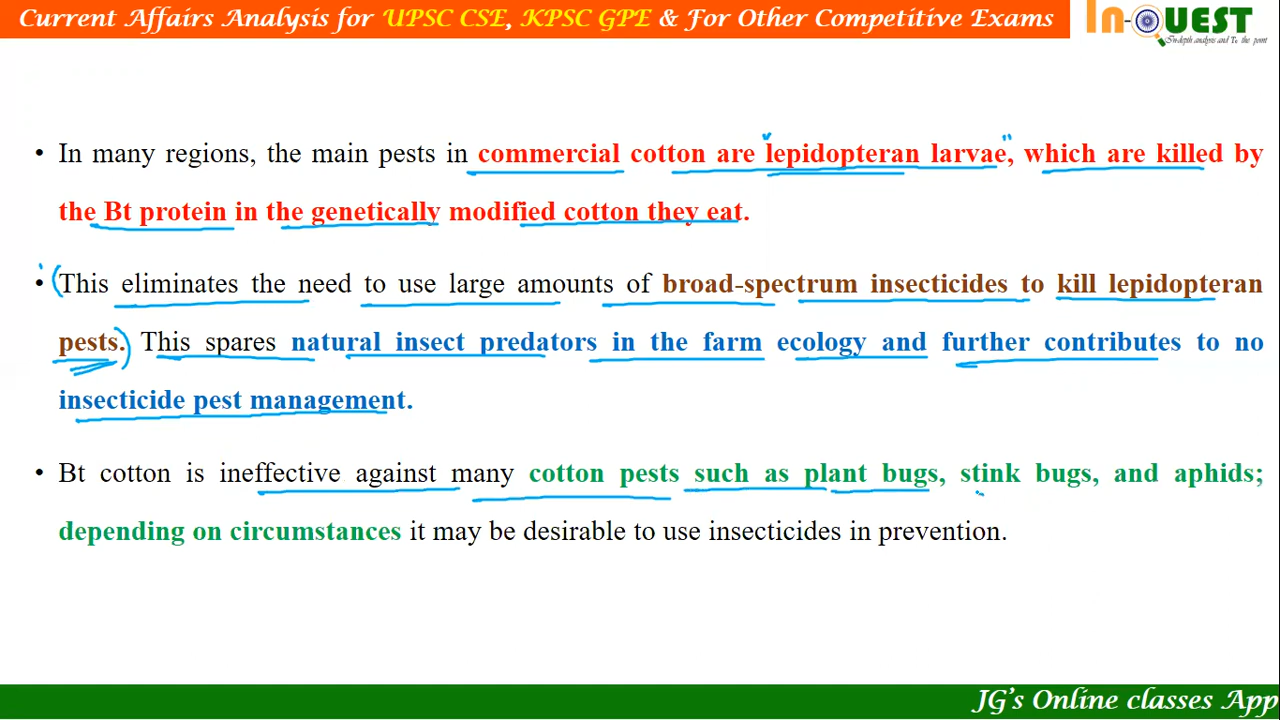 Current Affairs Analysis for UPSC CSE, KPSC GPE & For Other Competitive Exams
In-QUEST
In-depth analysis and To the point
• In many regions, the main pests in commercial cotton are lepidopteran larvae, which are killed by
the Bt protein in the genetically modified cotton they eat.
• This eliminates the need to use large amounts of broad-spectrum insecticides to kill lepidopteran
pests. This spares natural insect predators in the farm ecology and further contributes to no
insecticide pest management.
• Bt cotton is ineffective against many cotton pests such as plant bugs, stink bugs, and aphids;
depending on circumstances it may be desirable to use insecticides in prevention.
JG's Online classes App